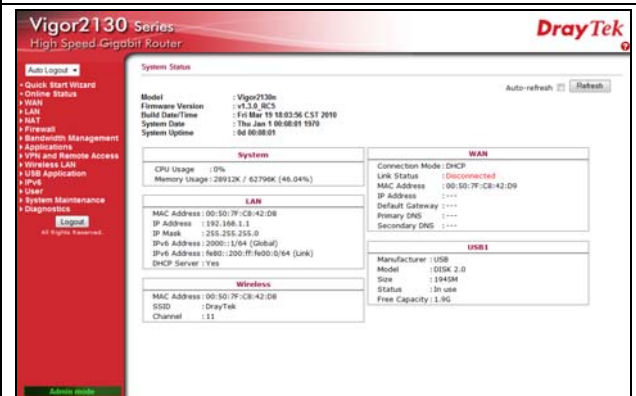 Vigor2130 Series
High Speed Gigabit Router
DrayTek
Auto Logout
Quick Start Wizard
Online Status
WAN
LAN
NAT
Firewall
Bandwidth Management
Applications
VPN and Remote Access
Wireless LAN
USB Application
IPv6
User
System Maintenance
Diagnostics
Logout
All Rights Reserved.
Admin mode
System Status
Auto-refresh
Refresh
Model : Vigor2130n
Firmware Version : v1.3.0_RC5
Build Date/Time : Fri Mar 19 18:03:56 CST 2010
System Date : Thu Jan 1 00:08:01 1970
System Uptime : 0d 00:08:01
System
CPU Usage :0%
Memory Usage: 28912K / 62796K (46.04%)
LAN
MAC Address : 00:50:7F:C8:42:D8
IP Address : 192.168.1.1
IP Mask : 255.255.255.0
IPv6 Address : 2000::1/64 (Global)
IPv6 Address : fe80::200:ff:fe00:0/64 (Link)
DHCP Server : Yes
Wireless
MAC Address : 00:50:7F:C8:42:D8
SSID :DrayTek
Channel :11
WAN
Connection Mode : DHCP
Link Status : Disconnected
MAC Address : 00:50:7F:C8:42:D9
IP Address :---
Default Gateway :---
Primary DNS :---
Secondary DNS :---
USB1
Manufacturer :USB
Model :DISK 2.0
Size :1945M
Status :In use
Free Capacity :1.9G